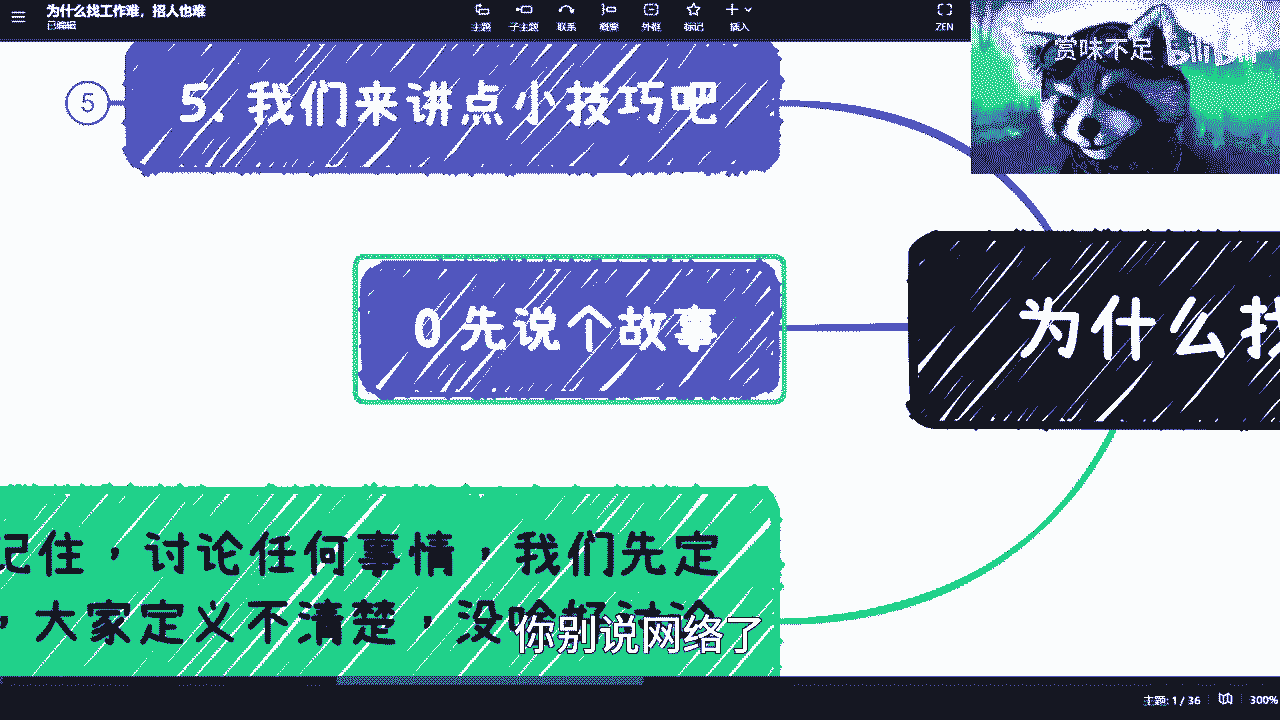 为什么找工作难，招人也难
已编辑
主题 子主题 联系 概要 外框 标记 插入
ZEN
赏味不足 bilibili
5
5. 我们来讲点小技巧吧
0 先说个故事
为什么找
记住，讨论任何事情，我们先定
，大家定义不清楚，没啥好讨论
你别说网络了
主题: 1 / 36
300%